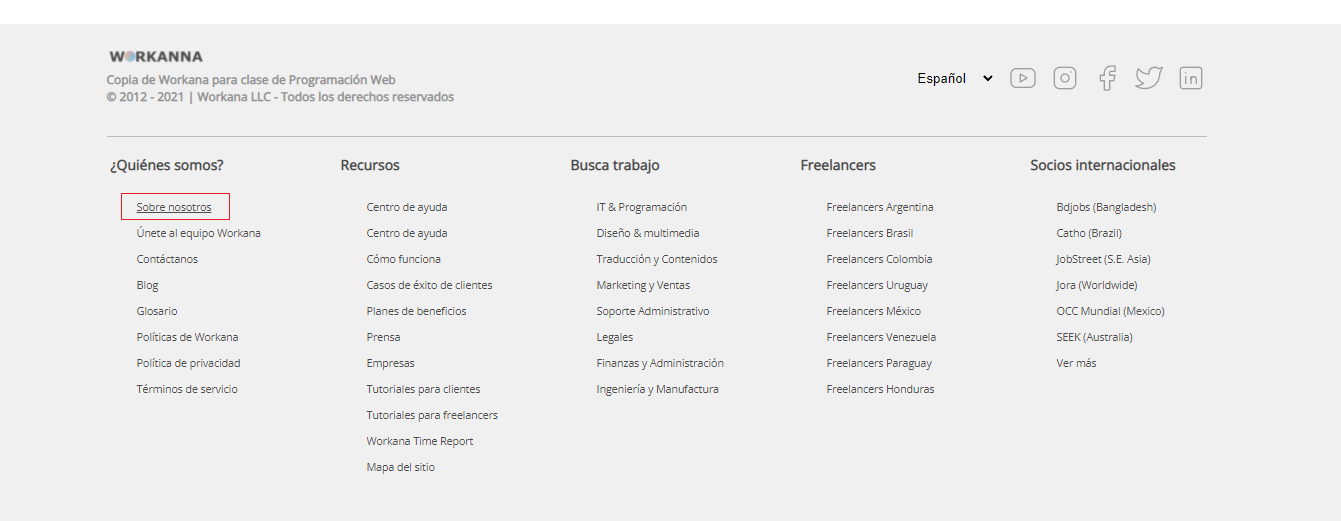 WORKANNA
Copia de Workana para clase de Programación Web
© 2012 - 2021 | Workana LLC - Todos los derechos reservados
Español
in
¿Quiénes somos?
Sobre nosotros
Únete al equipo Workana
Contáctanos
Blog
Glosario
Políticas de Workana
Política de privacidad
Términos de servicio
Recursos
Centro de ayuda
Centro de ayuda
Cómo funciona
Casos de éxito de clientes
Planes de beneficios
Prensa
Empresas
Tutoriales para clientes
Tutoriales para freelancers
Workana Time Report
Mapa del sitio
Busca trabajo
IT & Programación
Diseño & multimedia
Traducción y Contenidos
Marketing y Ventas
Soporte Administrativo
Legales
Finanzas y Administración
Ingeniería y Manufactura
Freelancers
Freelancers Argentina
Freelancers Brasil
Freelancers Colombia
Freelancers Uruguay
Freelancers México
Freelancers Venezuela
Freelancers Paraguay
Freelancers Honduras
Socios internacionales
Bdjobs (Bangladesh)
Catho (Brazil)
JobStreet (S.E. Asia)
Jora (Worldwide)
OCC Mundial (Mexico)
SEEK (Australia)
Ver más